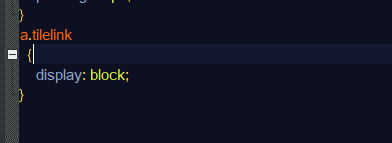 }
a.tilelink
{
display: block;
}